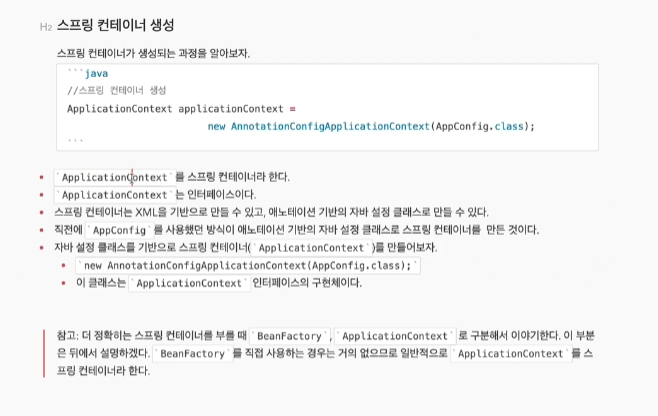 H2 스프링 컨테이너 생성
스프링 컨테이너가 생성되는 과정을 알아보자.
```java
//스프링 컨테이너 생성
ApplicationContext applicationContext =
new AnnotationConfigApplicationContext(AppConfig.class);
```
• `ApplicationContext`를 스프링 컨테이너라 한다.
• `ApplicationContext`는 인터페이스이다.
• 스프링 컨테이너는 XML을 기반으로 만들 수 있고, 애노테이션 기반의 자바 설정 클래스로 만들 수 있다.
• 직전에 `AppConfig`를 사용했던 방식이 애노테이션 기반의 자바 설정 클래스로 스프링 컨테이너를 만든 것이다.
• 자바 설정 클래스를 기반으로 스프링 컨테이너(`ApplicationContext`)를 만들어보자.
• `new AnnotationConfigApplicationContext(AppConfig.class);`
• 이 클래스는 `ApplicationContext` 인터페이스의 구현체이다.
참고: 더 정확히는 스프링 컨테이너를 부를 때 `BeanFactory`, `ApplicationContext`로 구분해서 이야기한다. 이 부분
은 뒤에서 설명하겠다. `BeanFactory`를 직접 사용하는 경우는 거의 없으므로 일반적으로 `ApplicationContext`를 스
프링 컨테이너라 한다.